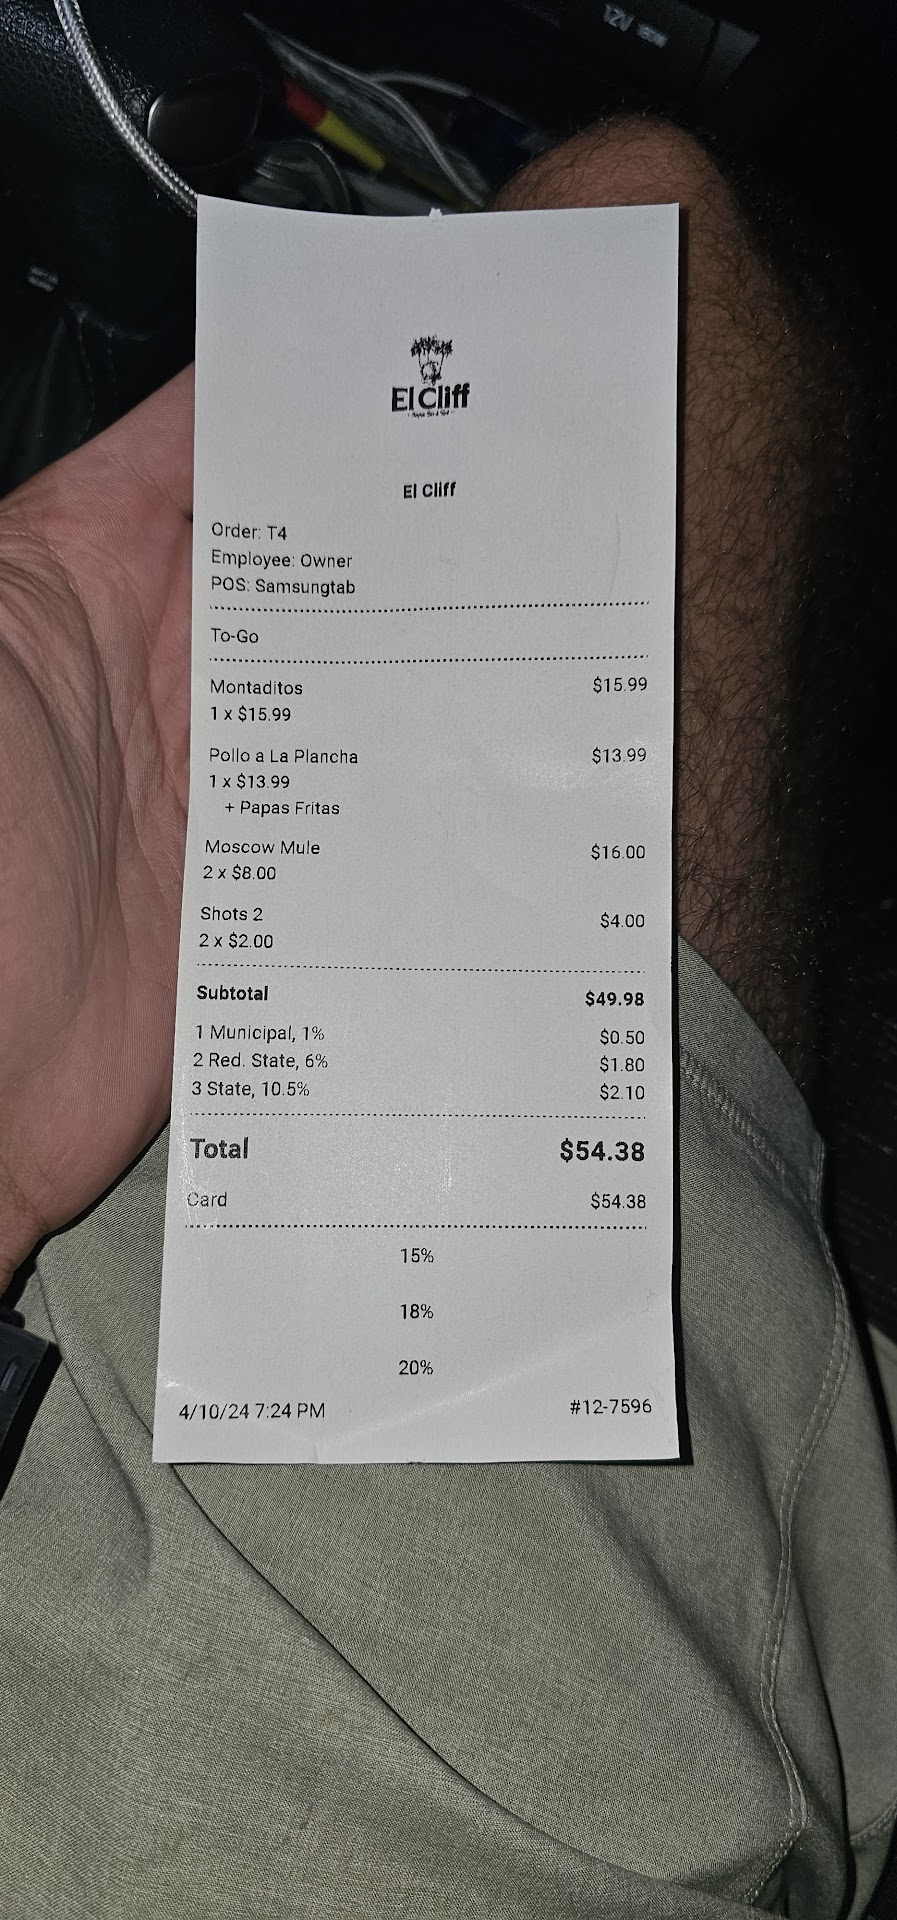 El Cliff
El Cliff
Order: T4
Employee: Owner
POS: Samsungtab
To-Go
Montaditos $15.99
1 x $15.99
Pollo a La Plancha $13.99
1 x $13.99
+ Papas Fritas
Moscow Mule $16.00
2 x $8.00
Shots 2 $4.00
2 x $2.00
Subtotal $49.98
1 Municipal, 1% $0.50
2 Red. State, 6% $1.80
3 State, 10.5% $2.10
Total $54.38
Card $54.38
15%
18%
20%
4/10/24 7:24 PM #12-7596